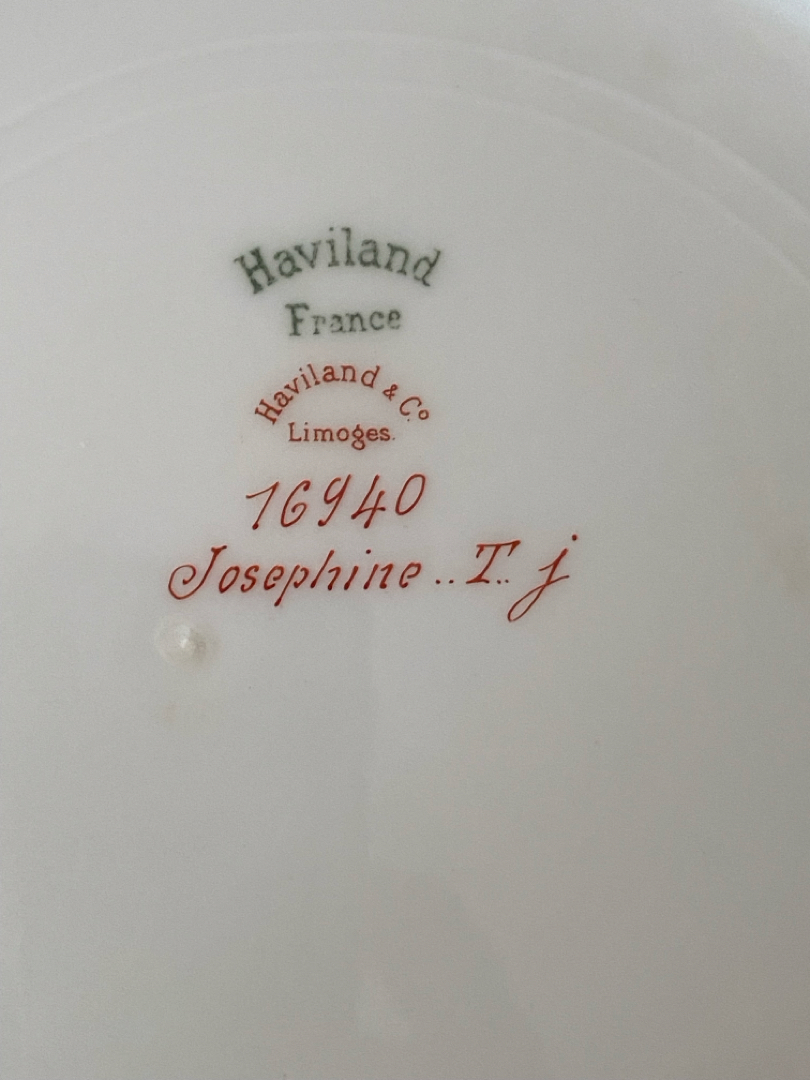 Haviland
France
Haviland & Co.
Limoges.
16940
Josephine .. T.. j